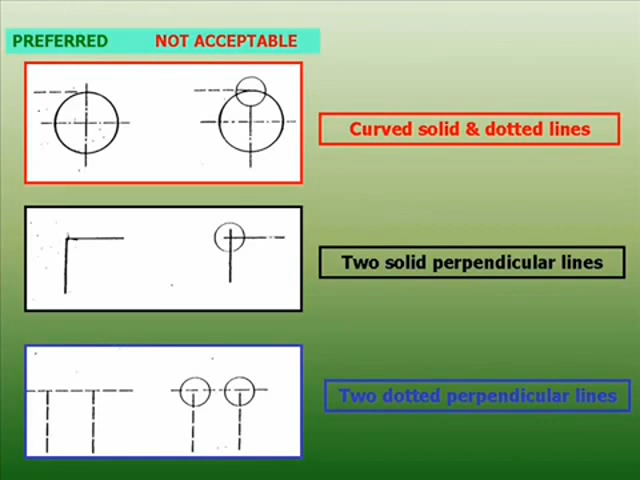 PREFERRED NOT ACCEPTABLE
Curved solid & dotted lines
Two solid perpendicular lines
Two dotted perpendicular lines